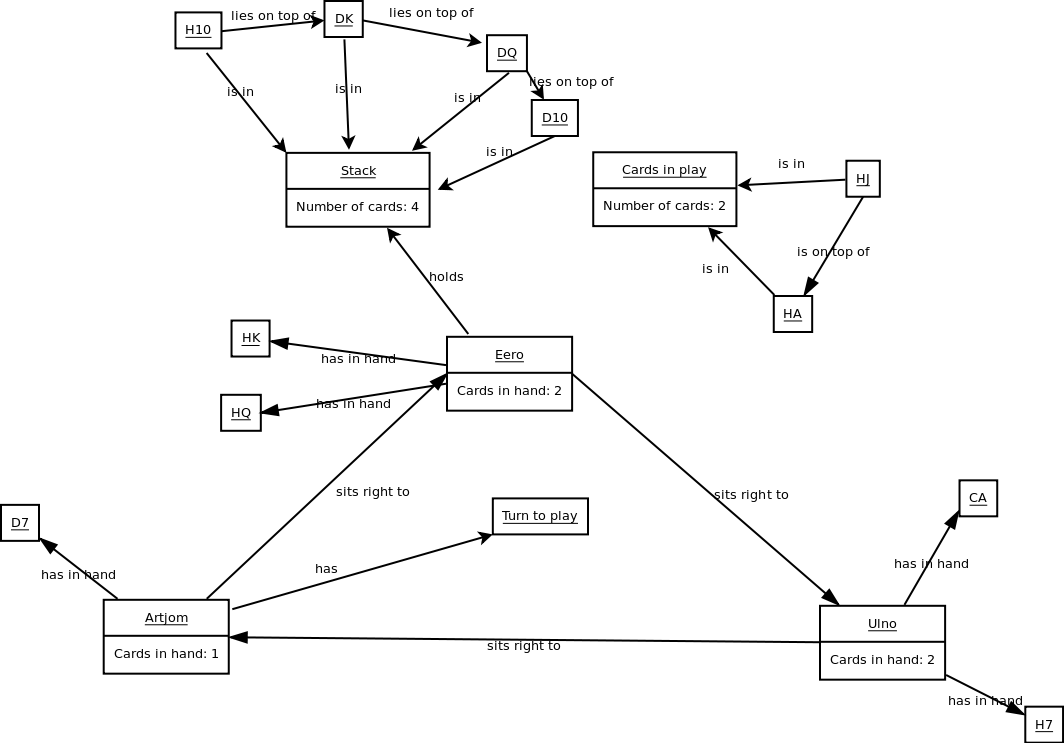 lies on top of
DK
lies on top of
H10
DQ
lies on top of
is in
is in
is in
D10
is in
Stack
Number of cards: 4
Cards in play
Number of cards: 2
is in
HJ
is on top of
is in
HA
holds
HK
has in hand
Eero
Cards in hand: 2
HQ
has in hand
sits right to
sits right to
CA
Turn to play
D7
has in hand
has
has in hand
Artjom
Cards in hand: 1
sits right to
Ulno
Cards in hand: 2
has in hand
H7